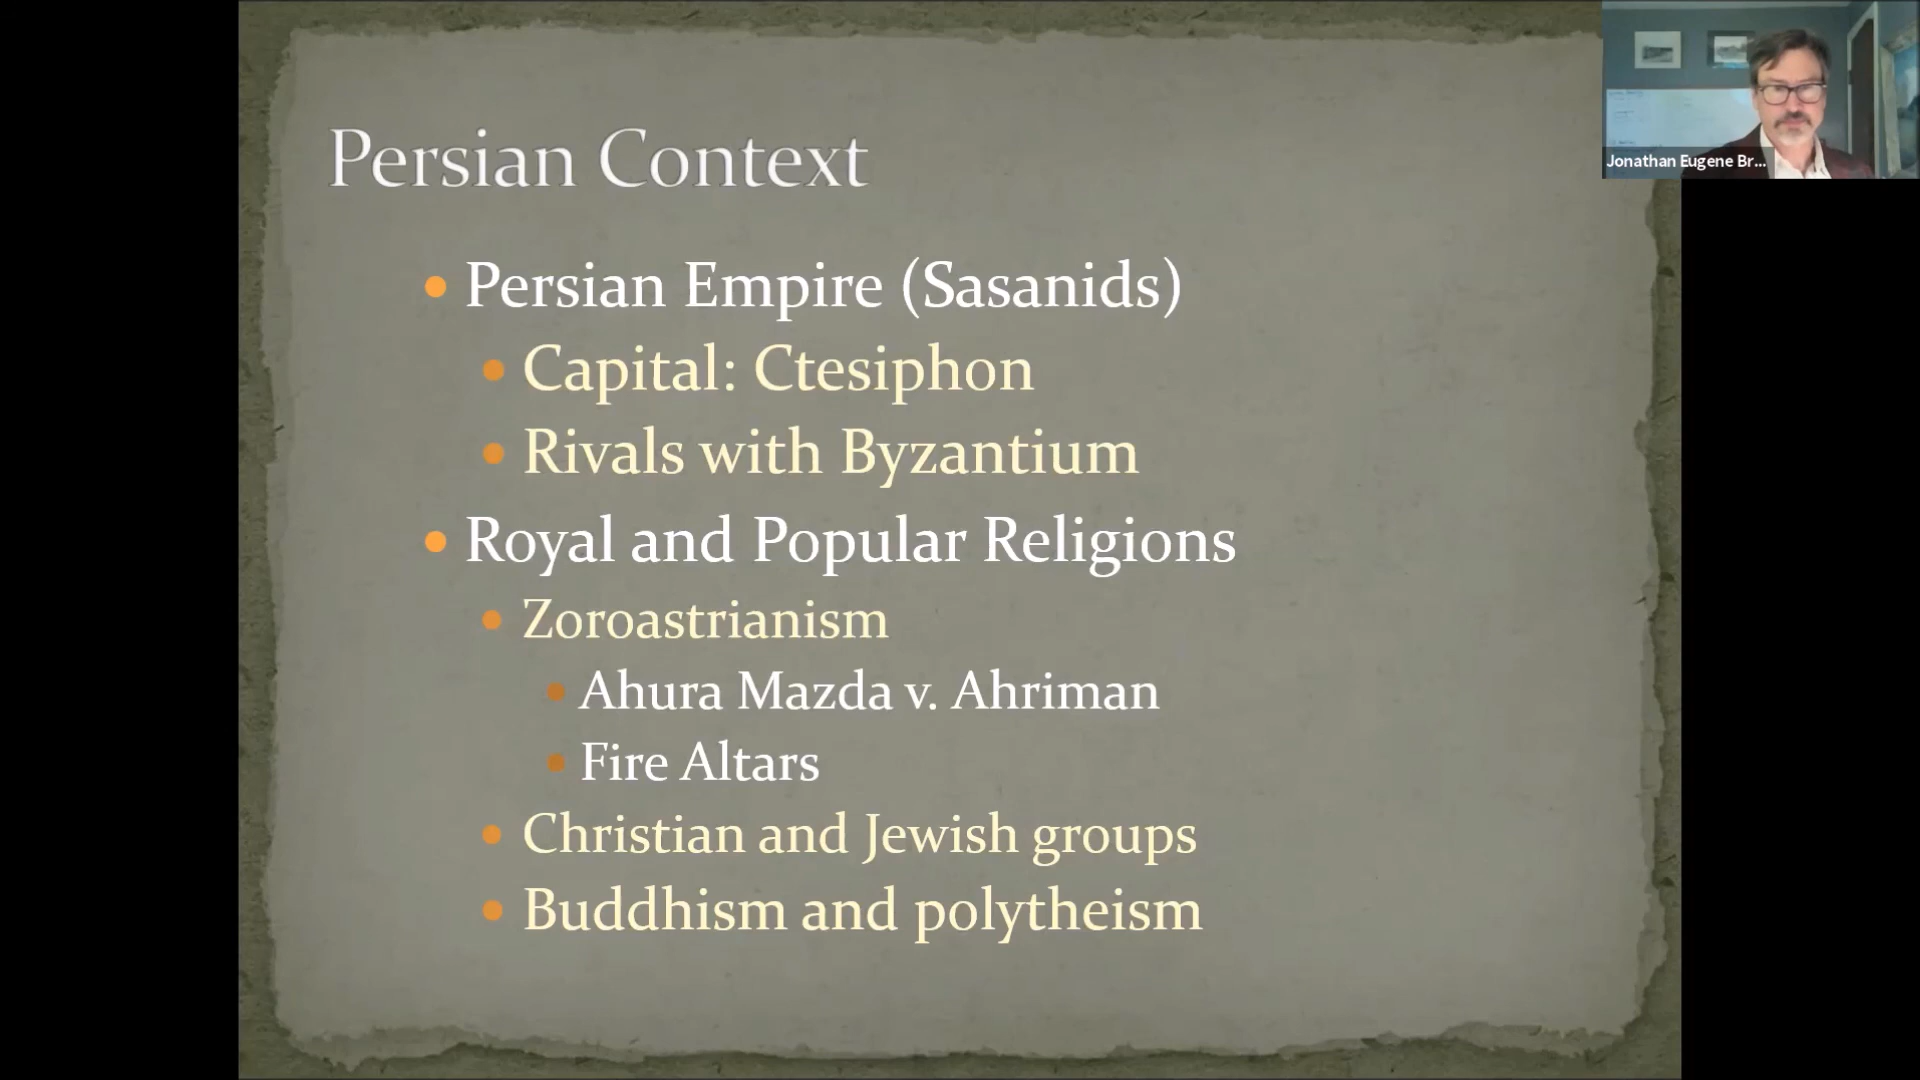 Persian Context
Persian Empire (Sasanids)
Capital: Ctesiphon
Rivals with Byzantium
Royal and Popular Religions
Zoroastrianism
Ahura Mazda v. Ahriman
Fire Altars
Christian and Jewish groups
Buddhism and polytheism
Jonathan Eugene Br...